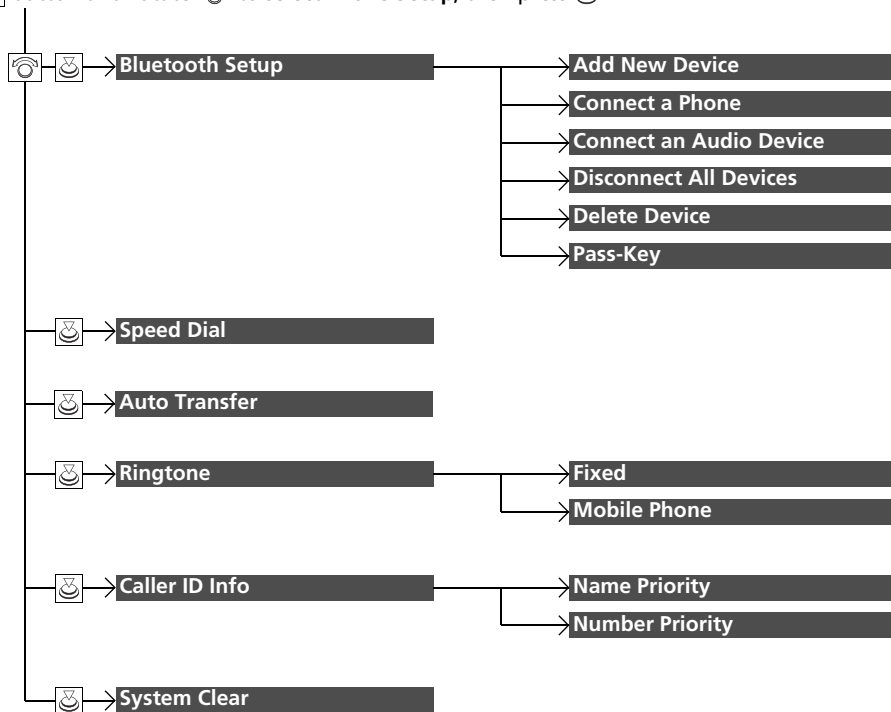 Bluetooth Setup
Add New Device
Connect a Phone
Connect an Audio Device
Disconnect All Devices
Delete Device
Pass-Key
Speed Dial
Auto Transfer
Ringtone
Fixed
Mobile Phone
Caller ID Info
Name Priority
Number Priority
System Clear